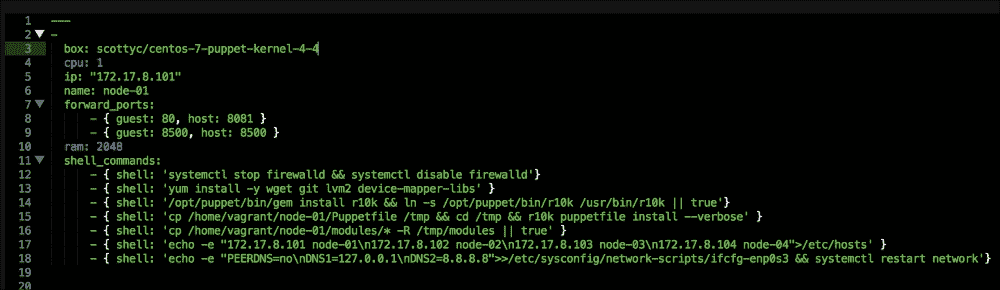 1 ---
2 -
3 box: scottyc/centos-7-puppet-kernel-4-4
4 cpu: 1
5 ip: "172.17.8.101"
6 name: node-01
7 forward_ports:
8 - { guest: 80, host: 8081 }
9 - { guest: 8500, host: 8500 }
10 ram: 2048
11 shell_commands:
12 - { shell: 'systemctl stop firewalld && systemctl disable firewalld'}
13 - { shell: 'yum install -y wget git lvm2 device-mapper-libs' }
14 - { shell: '/opt/puppet/bin/gem install r10k && ln -s /opt/puppet/bin/r10k /usr/bin/r10k || true'}
15 - { shell: 'cp /home/vagrant/node-01/Puppetfile /tmp && cd /tmp && r10k puppetfile install --verbose' }
16 - { shell: 'cp /home/vagrant/node-01/modules/* -R /tmp/modules || true' }
17 - { shell: 'echo -e "172.17.8.101 node-01\n172.17.8.102 node-02\n172.17.8.103 node-03\n172.17.8.104 node-04">/etc/hosts' }
18 - { shell: 'echo -e "PEERDNS=no\nDNS1=127.0.0.1\nDNS2=8.8.8.8">>/etc/sysconfig/network-scripts/ifcfg-enp0s3 && systemctl restart network'}
19
20